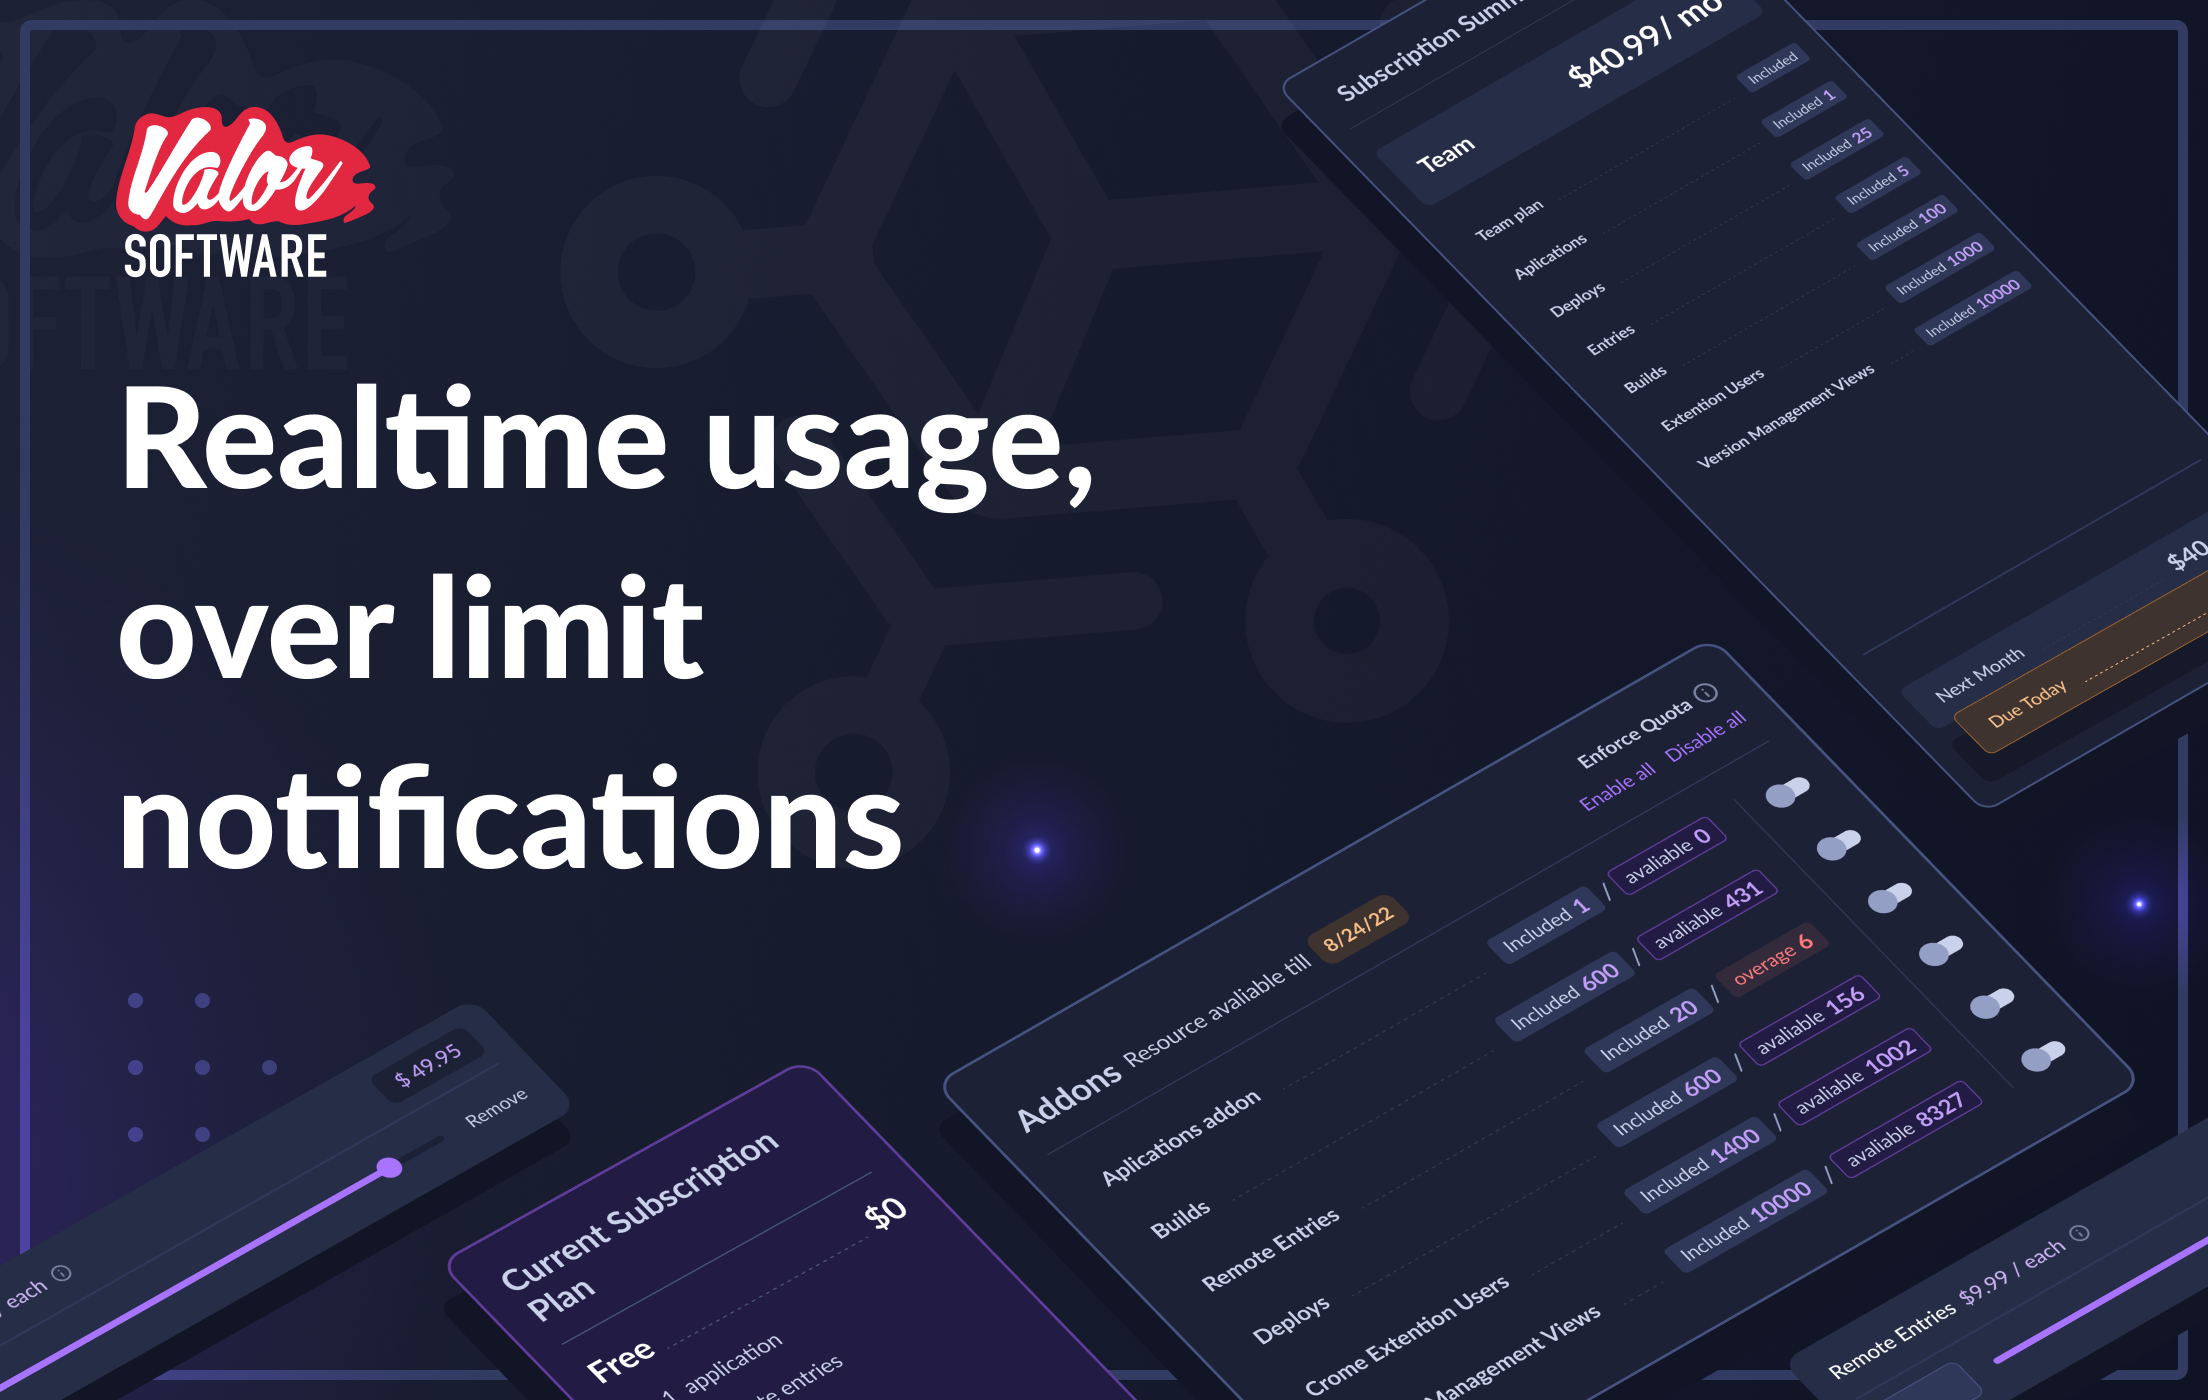 Valor
SOFTWARE
Realtime usage,
over limit
notifications
Subscription Summ
Team $40.99/ mo
Team plan Included
Aplications Included 1
Deploys Included 25
Entries Included 5
Builds Included 100
Extention Users Included 1000
Version Management Views Included 10000
Next Month $40
Due Today
Enforce Quota
Enable all Disable all
Addons Resource avaliable till 8/24/22
Aplications addon Included 1 / avaliable 0
Builds Included 600 / avaliable 431
Remote Entries Included 20 / overage 6
Deploys Included 600 / avaliable 156
Crome Extention Users Included 1400 / avaliable 1002
Management Views Included 10000 / avaliable 8327
$ 49.95
Remove
/ each
Current Subscription
Plan
Free $0
1 application
te entries
Remote Entries $9.99 / each